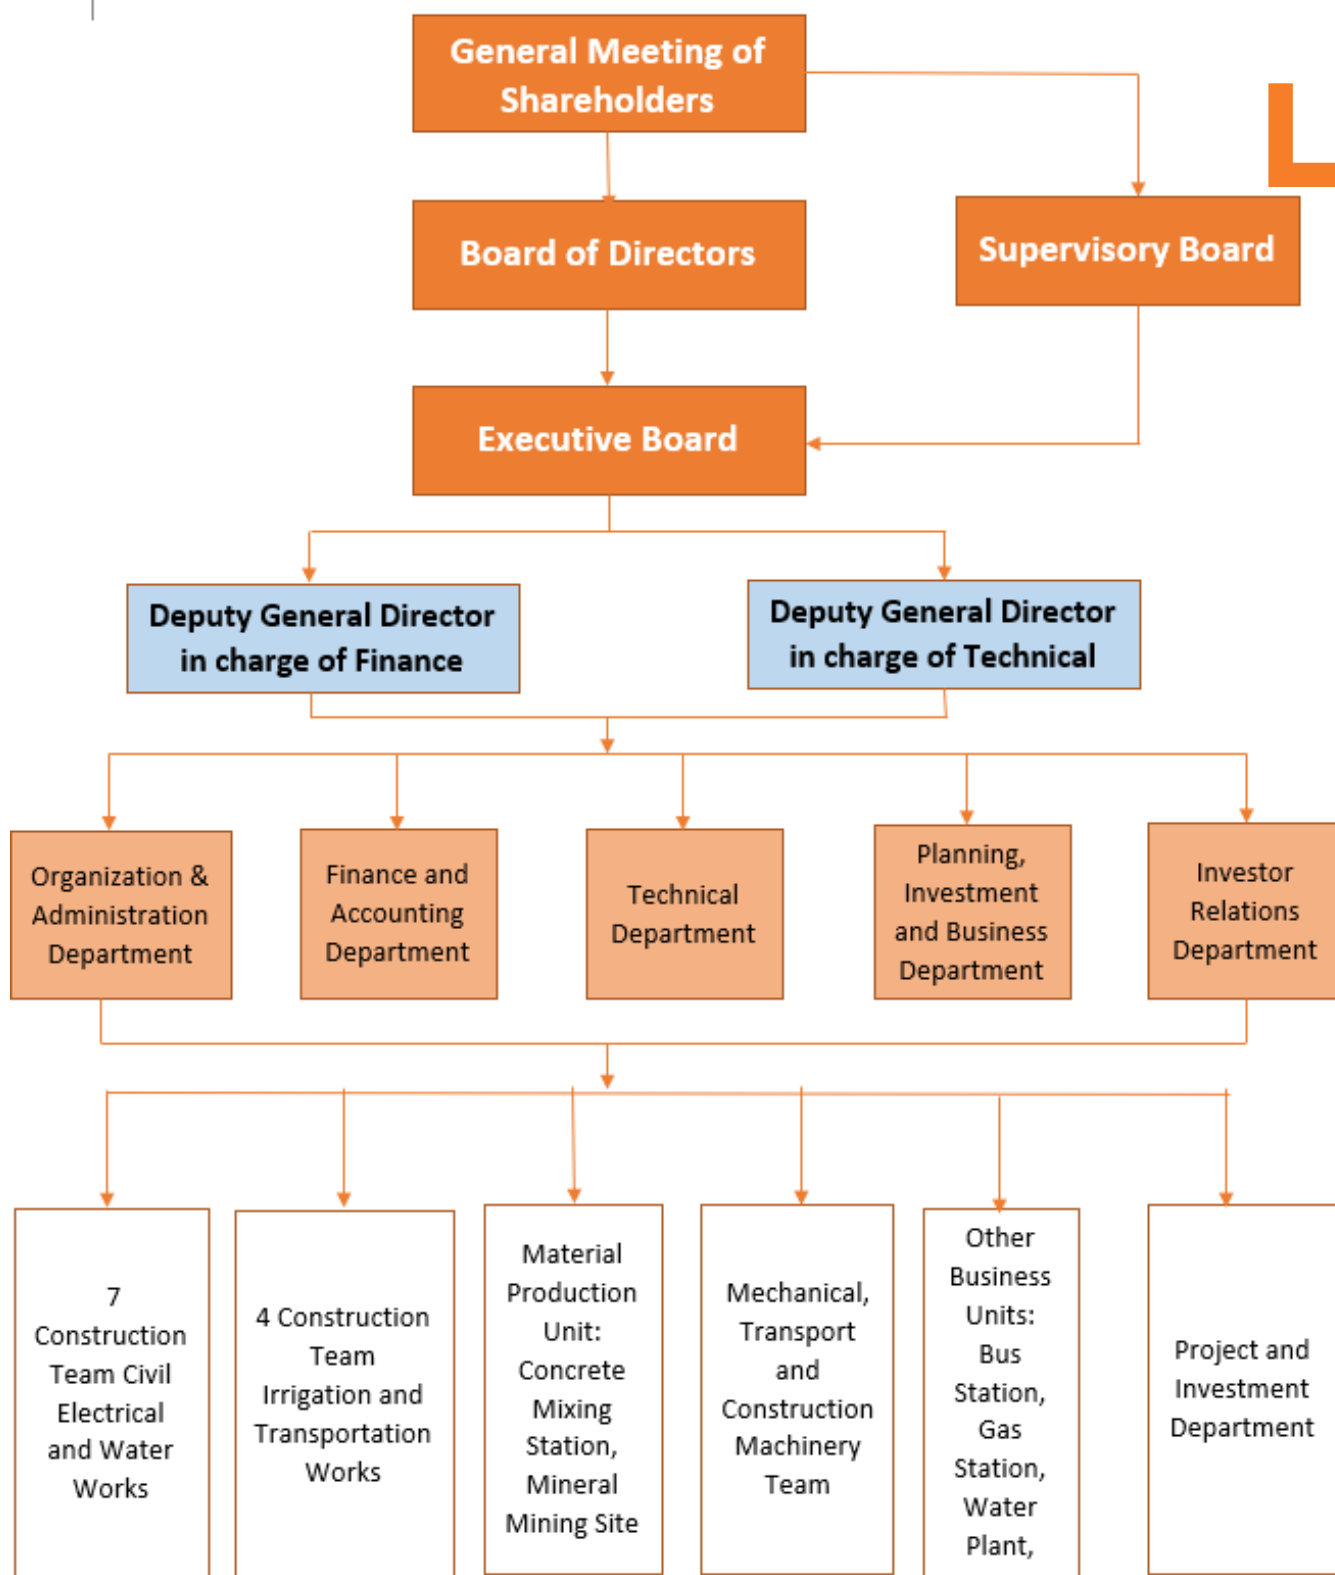 General Meeting of
Shareholders
Board of Directors
Supervisory Board
Executive Board
Deputy General Director
in charge of Finance
Deputy General Director
in charge of Technical
Organization &
Administration
Department
Finance and
Accounting
Department
Technical
Department
Planning,
Investment
and Business
Department
Investor
Relations
Department
7
Construction
Team Civil
Electrical
and Water
Works
4 Construction
Team
Irrigation and
Transportation
Works
Material
Production
Unit:
Concrete
Mixing
Station,
Mineral
Mining Site
Mechanical,
Transport
and
Construction
Machinery
Team
Other
Business
Units:
Bus
Station,
Gas
Station,
Water
Plant,
Project and
Investment
Department